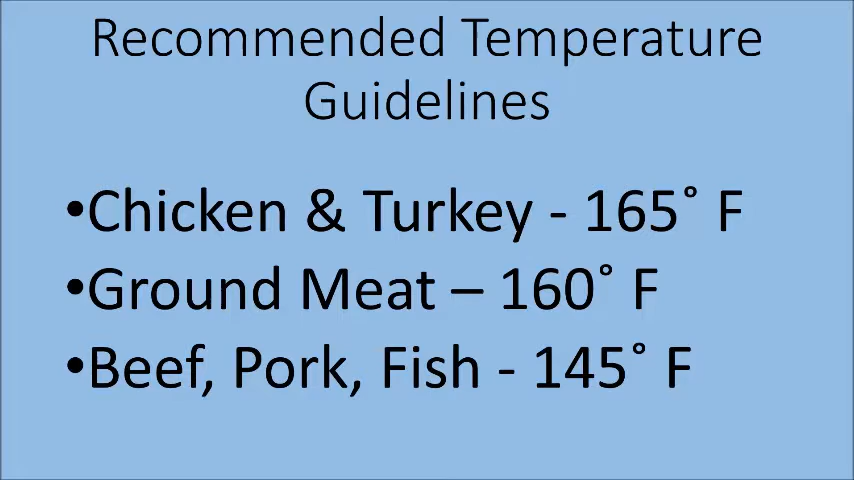 Recommended Temperature
Guidelines
•Chicken & Turkey - 165˚ F
•Ground Meat – 160˚ F
•Beef, Pork, Fish - 145˚ F